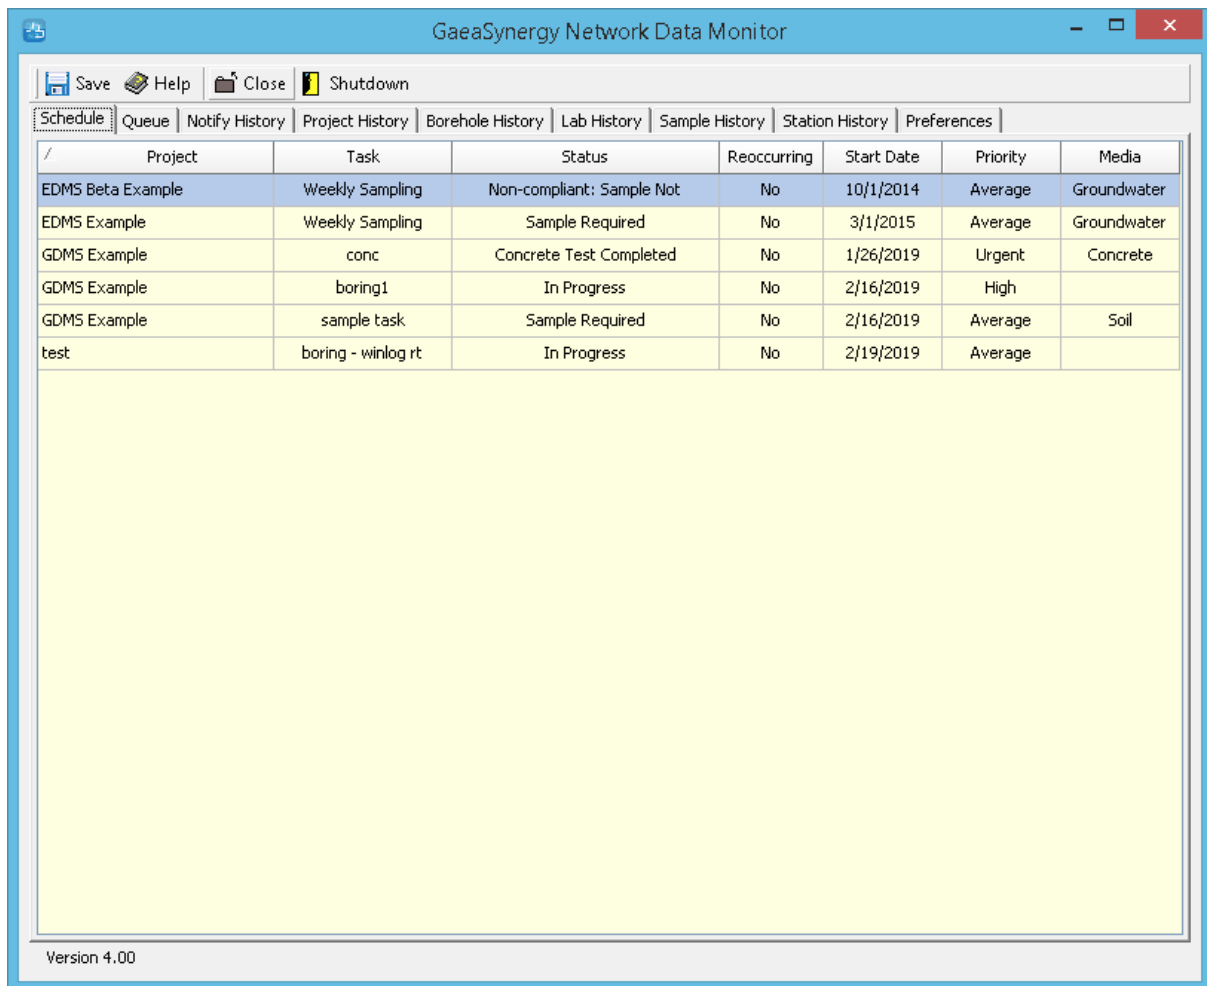 GaeaSynergy Network Data Monitor
Save Help Close Shutdown
Schedule Queue Notify History Project History Borehole History Lab History Sample History Station History Preferences
Project Task Status Reoccurring Start Date Priority Media
EDMS Beta Example Weekly Sampling Non-compliant: Sample Not No 10/1/2014 Average Groundwater
EDMS Example Weekly Sampling Sample Required No 3/1/2015 Average Groundwater
GDMS Example conc Concrete Test Completed No 1/26/2019 Urgent Concrete
GDMS Example boring1 In Progress No 2/16/2019 High
GDMS Example sample task Sample Required No 2/16/2019 Average Soil
test boring - winlog rt In Progress No 2/19/2019 Average
Version 4.00